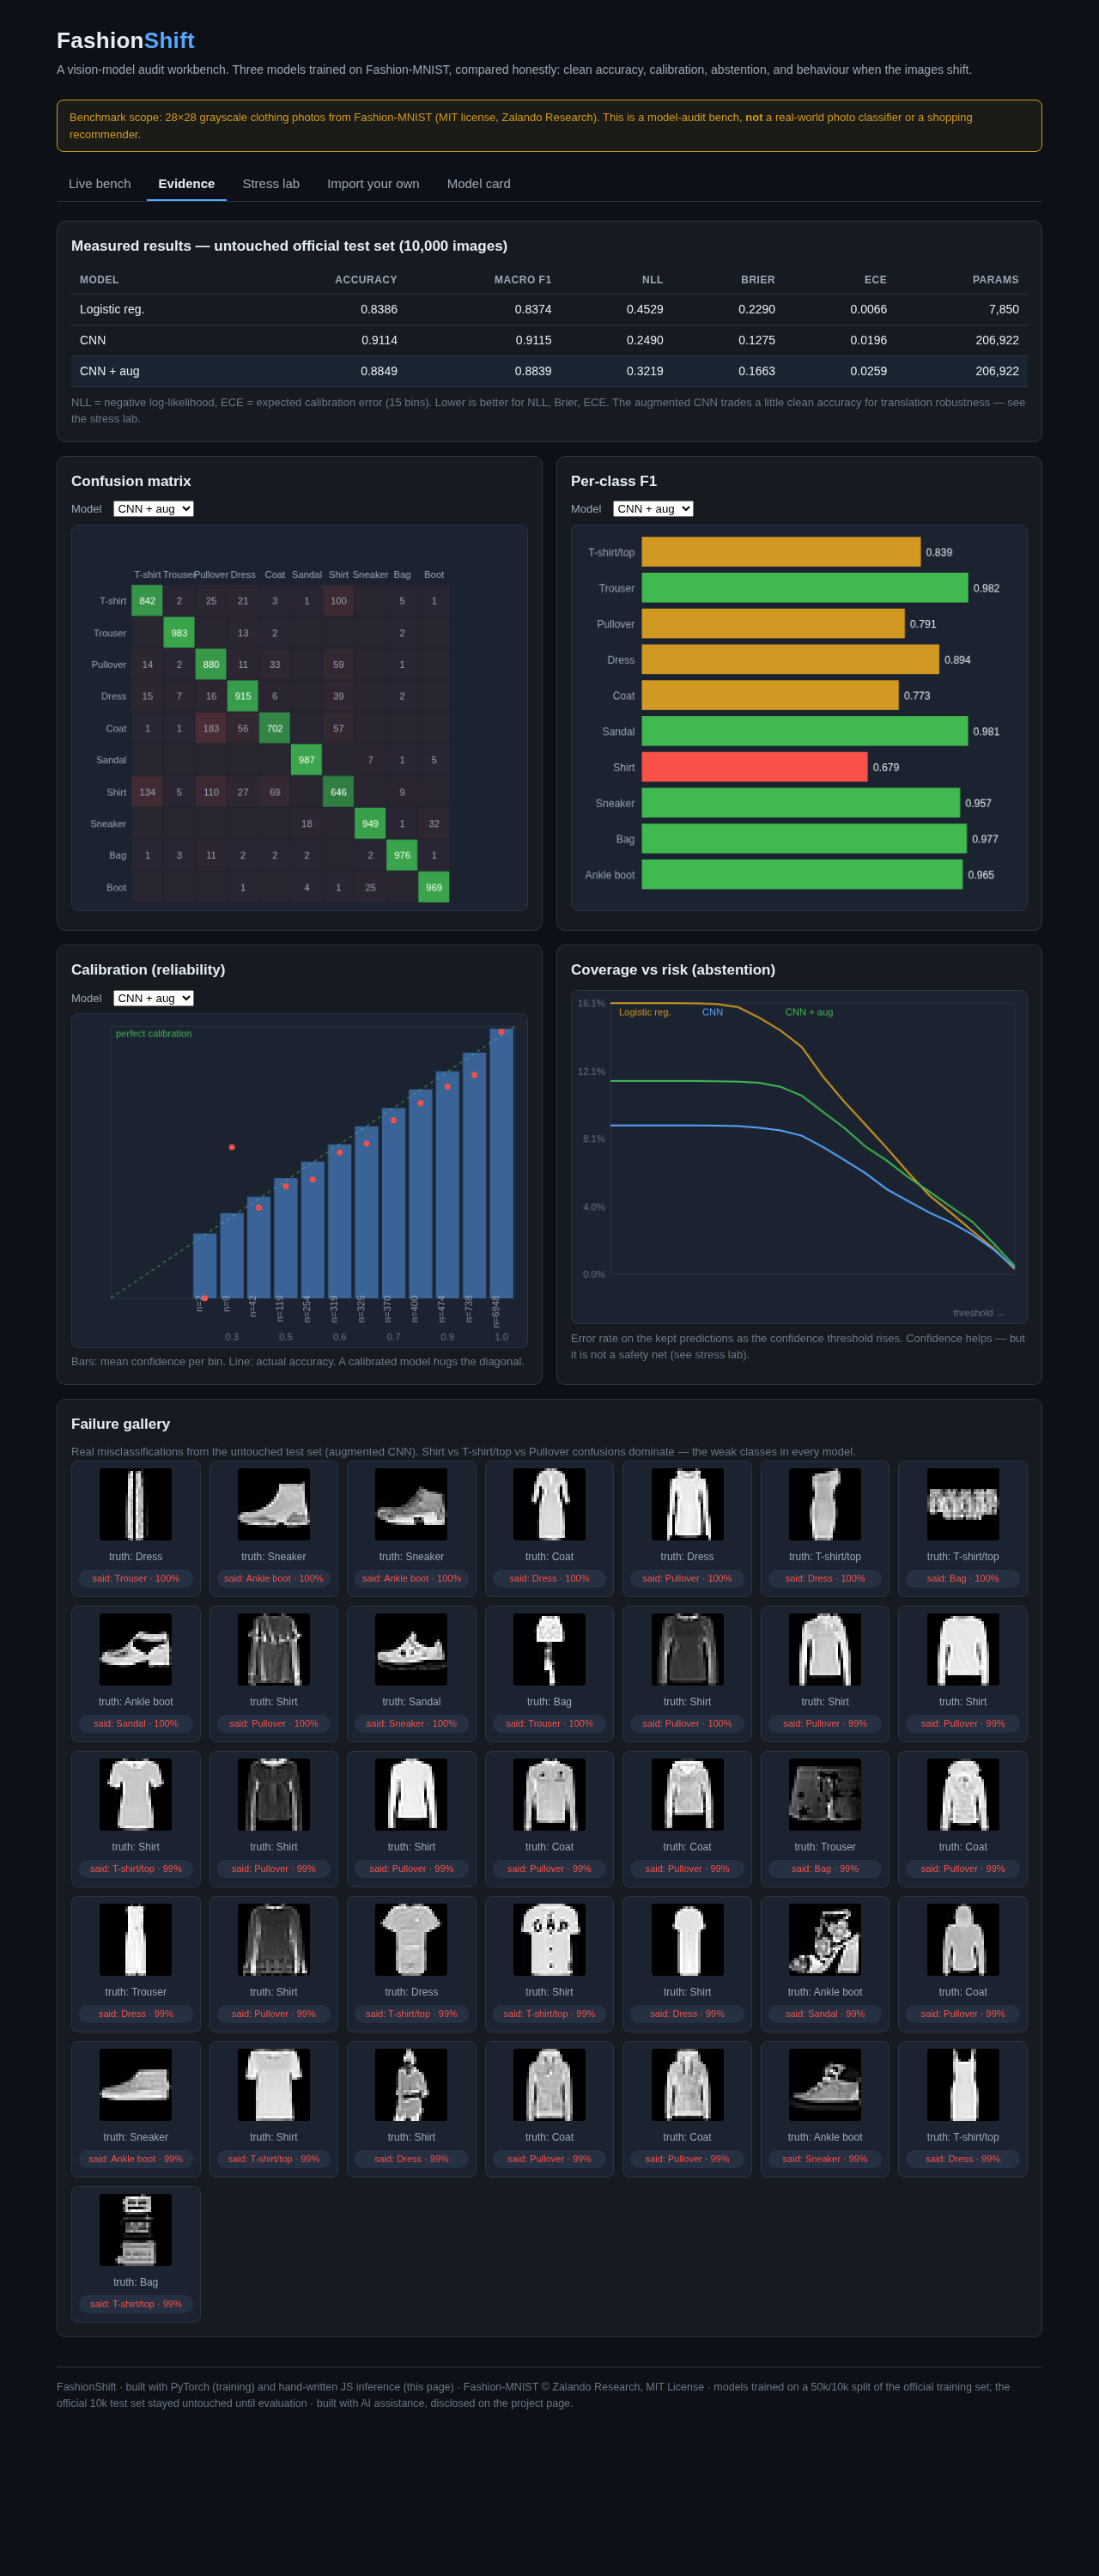 FashionShift
A vision-model audit workbench. Three models trained on Fashion-MNIST, compared honestly: clean accuracy, calibration, abstention, and behaviour when the images shift.
Benchmark scope: 28×28 grayscale clothing photos from Fashion-MNIST (MIT license, Zalando Research). This is a model-audit bench, not a real-world photo classifier or a shopping
recommender.
Live bench Evidence Stress lab Import your own Model card
Measured results — untouched official test set (10,000 images)
MODEL ACCURACY MACRO F1 NLL BRIER ECE PARAMS
Logistic reg. 0.8386 0.8374 0.4529 0.2290 0.0066 7,850
CNN 0.9114 0.9115 0.2490 0.1275 0.0196 206,922
CNN + aug 0.8849 0.8839 0.3219 0.1663 0.0259 206,922
NLL = negative log-likelihood, ECE = expected calibration error (15 bins). Lower is better for NLL, Brier, ECE. The augmented CNN trades a little clean accuracy for translation robustness — see
the stress lab.
Confusion matrix
Model CNN + aug
T-shirt Trouser Pullover Dress Coat Sandal Shirt Sneaker Bag Boot
T-shirt 842 2 25 21 3 1 100 5 1
Trouser 983 13 2 2
Pullover 14 2 880 11 33 59 1
Dress 15 7 16 915 6 39 2
Coat 1 1 183 56 702 57
Sandal 987 7 1 5
Shirt 134 5 110 27 69 646 9
Sneaker 18 949 1 32
Bag 1 3 11 2 2 2 2 976 1
Boot 1 4 1 25 969
Per-class F1
Model CNN + aug
T-shirt/top 0.839
Trouser 0.982
Pullover 0.791
Dress 0.894
Coat 0.773
Sandal 0.981
Shirt 0.679
Sneaker 0.957
Bag 0.977
Ankle boot 0.965
Calibration (reliability)
Model CNN + aug
perfect calibration
n=2 n=9 n=42 n=119 n=254 n=319 n=325 n=370 n=400 n=474 n=738 n=6948
0.3 0.5 0.6 0.7 0.9 1.0
Bars: mean confidence per bin. Line: actual accuracy. A calibrated model hugs the diagonal.
Coverage vs risk (abstention)
16.1%
Logistic reg. CNN CNN + aug
12.1%
8.1%
4.0%
0.0%
threshold →
Error rate on the kept predictions as the confidence threshold rises. Confidence helps — but
it is not a safety net (see stress lab).
Failure gallery
Real misclassifications from the untouched test set (augmented CNN). Shirt vs T-shirt/top vs Pullover confusions dominate — the weak classes in every model.
truth: Dress truth: Sneaker truth: Sneaker truth: Coat truth: Dress truth: T-shirt/top truth: T-shirt/top
said: Trouser · 100% said: Ankle boot · 100% said: Ankle boot · 100% said: Dress · 100% said: Pullover · 100% said: Dress · 100% said: Bag · 100%
truth: Ankle boot truth: Shirt truth: Sandal truth: Bag truth: Shirt truth: Shirt truth: Shirt
said: Sandal · 100% said: Pullover · 100% said: Sneaker · 100% said: Trouser · 100% said: Pullover · 100% said: Pullover · 99% said: Pullover · 99%
truth: Shirt truth: Shirt truth: Shirt truth: Coat truth: Coat truth: Trouser truth: Coat
said: T-shirt/top · 99% said: Pullover · 99% said: Pullover · 99% said: Pullover · 99% said: Pullover · 99% said: Bag · 99% said: Pullover · 99%
GAP
truth: Trouser truth: Shirt truth: Dress truth: Shirt truth: Shirt truth: Ankle boot truth: Coat
said: Dress · 99% said: Pullover · 99% said: T-shirt/top · 99% said: T-shirt/top · 99% said: Dress · 99% said: Sandal · 99% said: Pullover · 99%
truth: Sneaker truth: Shirt truth: Shirt truth: Coat truth: Coat truth: Ankle boot truth: T-shirt/top
said: Ankle boot · 99% said: T-shirt/top · 99% said: Dress · 99% said: Pullover · 99% said: Pullover · 99% said: Sneaker · 99% said: Dress · 99%
truth: Bag
said: T-shirt/top · 99%
FashionShift · built with PyTorch (training) and hand-written JS inference (this page) · Fashion-MNIST © Zalando Research, MIT License · models trained on a 50k/10k split of the official training set; the
official 10k test set stayed untouched until evaluation · built with AI assistance, disclosed on the project page.